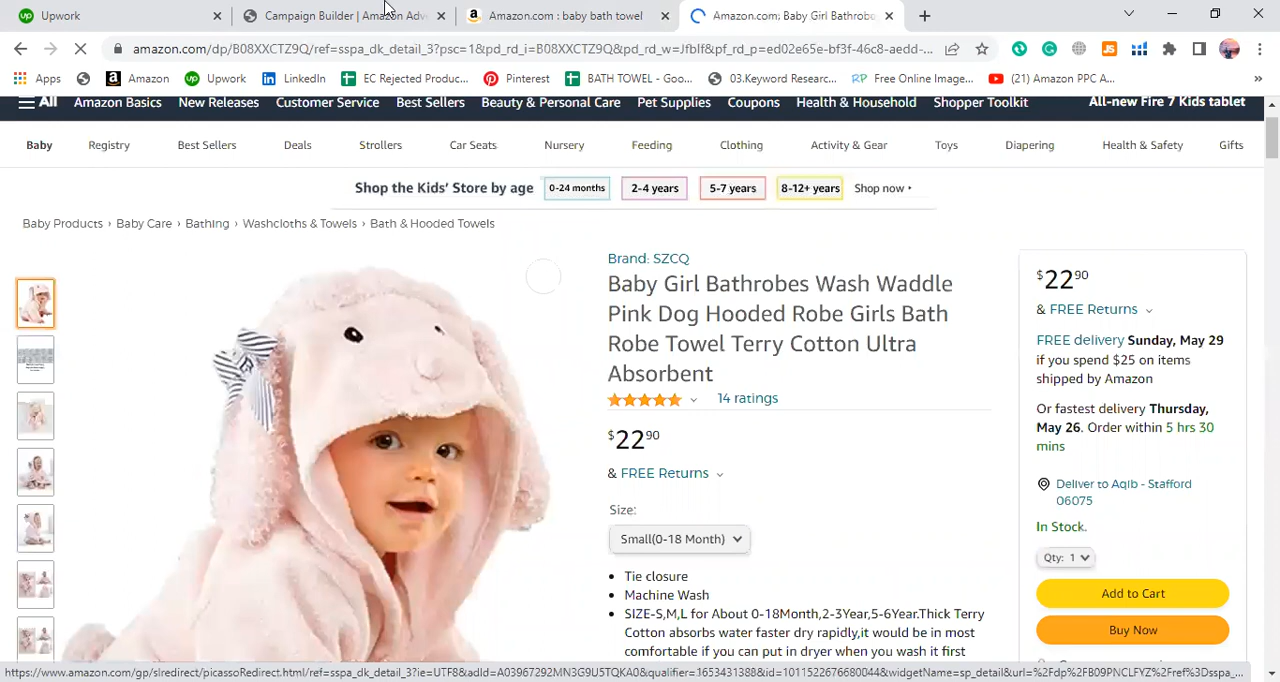 Upwork
Campaign Builder | Amazon Adv
Amazon.com : baby bath towel
Amazon.com; Baby Girl Bathrobe
amazon.com/dp/B08XXCTZ9Q/ref=sspa_dk_detail_3?psc=1&pd_rd_i=B08XXCTZ9Q&pd_rd_w=Jfblf&pf_rd_p=ed02e65e-bf3f-46c8-aedd-...
Apps
Amazon
Upwork
LinkedIn
EC Rejected Produc...
Pinterest
BATH TOWEL - Goo...
03.Keyword Researc...
RP Free Online Image...
(21) Amazon PPC A...
All Amazon Basics New Releases Customer Service Best Sellers Beauty & Personal Care Pet Supplies Coupons Health & Household Shopper Toolkit All-new Fire 7 Kids tablet
Baby Registry Best Sellers Deals Strollers Car Seats Nursery Feeding Clothing Activity & Gear Toys Diapering Health & Safety Gifts
Shop the Kids' Store by age 0-24 months 2-4 years 5-7 years 8-12+ years Shop now
Baby Products › Baby Care › Bathing › Washcloths & Towels › Bath & Hooded Towels
Brand: SZCQ
Baby Girl Bathrobes Wash Waddle
Pink Dog Hooded Robe Girls Bath
Robe Towel Terry Cotton Ultra
Absorbent
14 ratings
$22.90
& FREE Returns
Size:
Small(0-18 Month)
• Tie closure
• Machine Wash
• SIZE-S,M,L for About 0-18Month,2-3Year,5-6Year.Thick Terry
Cotton absorbs water faster dry rapidly,it would be in most
comfortable if you can put in dryer when you wash it first
$22.90
& FREE Returns
FREE delivery Sunday, May 29
if you spend $25 on items
shipped by Amazon
Or fastest delivery Thursday,
May 26. Order within 5 hrs 30
mins
Deliver to Aqib - Stafford
06075
In Stock.
Qty: 1
Add to Cart
Buy Now
https://www.amazon.com/gp/slredirect/picassoRedirect.html/ref=sspa_dk_detail_3?ie=UTF8&adId=A03967292MN3G9U5TQKA0&qualifier=1653431388&id=1011522676680044&widgetName=sp_detail&url=%2Fdp%2FB09PNCLFYZ%2Fref%3Dsspa_...